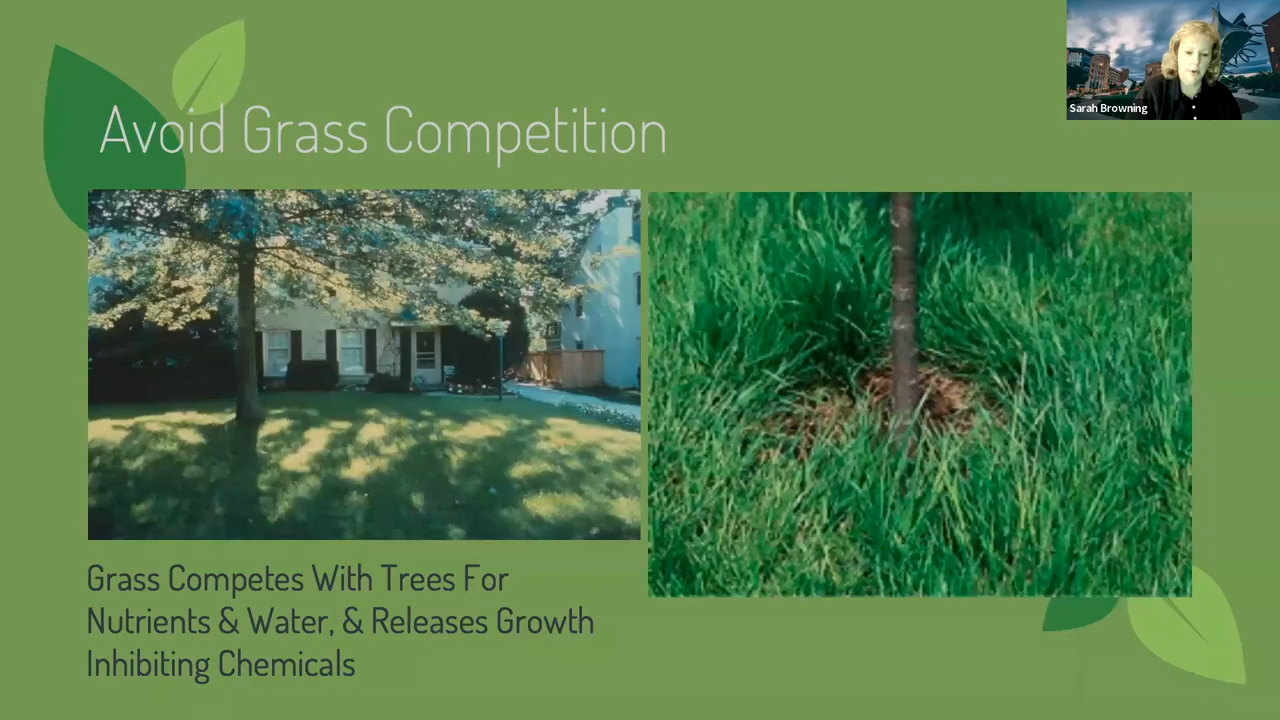 Avoid Grass Competition
Sarah Browning
Grass Competes With Trees For
Nutrients & Water, & Releases Growth
Inhibiting Chemicals